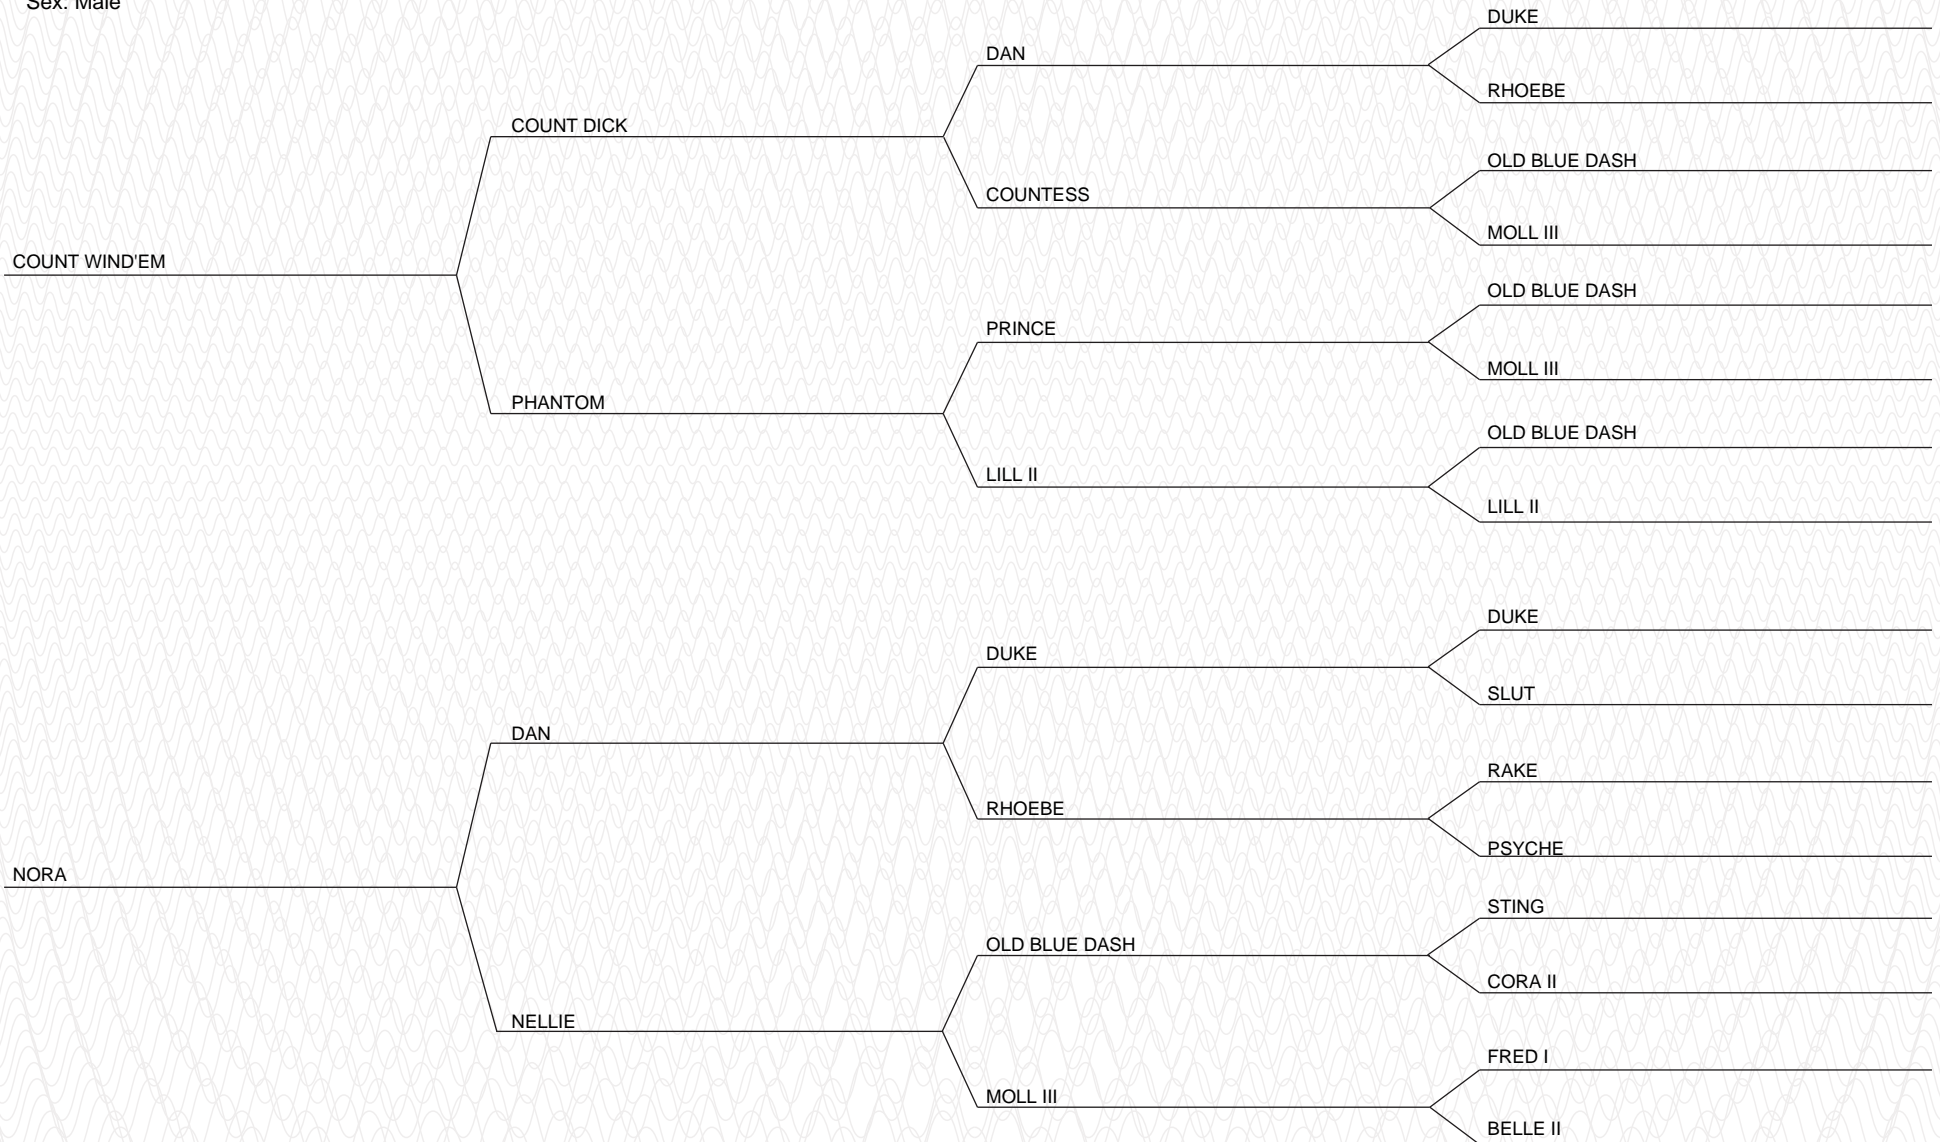 Sex: Male
DUKE
DAN
RHOEBE
COUNT DICK
OLD BLUE DASH
COUNTESS
MOLL III
COUNT WIND'EM
OLD BLUE DASH
PRINCE
MOLL III
PHANTOM
OLD BLUE DASH
LILL II
LILL II
DUKE
DUKE
SLUT
DAN
RAKE
RHOEBE
PSYCHE
NORA
STING
OLD BLUE DASH
CORA II
NELLIE
FRED I
MOLL III
BELLE II